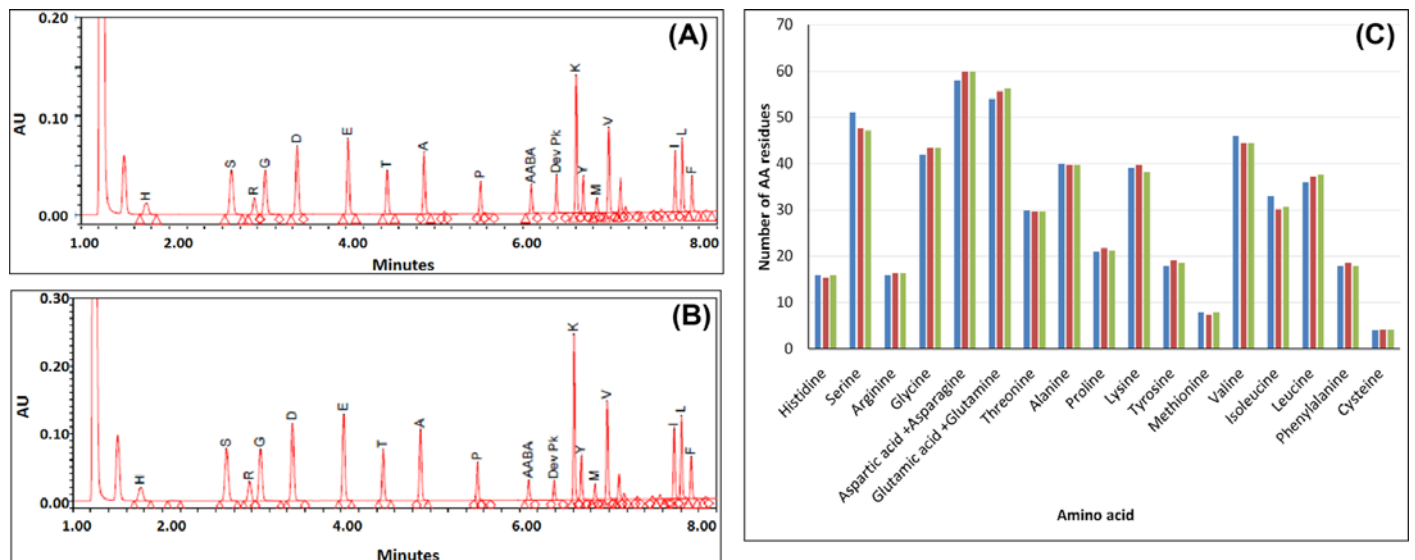 0.20
(A)
K
V
E
L
D
A
I
S
G
T
Dev Pk
Y
F
AABA
P
R
M
H
0.10
0.00
AU
1.00
2.00
4.00
6.00
8.00
Minutes
0.30
(B)
K
V
E
L
D
A
I
S
G
T
Y
F
P
AABA
Dev Pk
R
M
H
0.20
0.10
0.00
AU
1.00
2.00
4.00
6.00
8.00
Minutes
(C)
70
60
50
40
30
20
10
0
Number of AA residues
Histidine
Serine
Arginine
Glycine
Aspartic acid +Asparagine
Glutamic acid +Glutamine
Threonine
Alanine
Proline
Lysine
Tyrosine
Methionine
Valine
Isoleucine
Leucine
Phenylalanine
Cysteine
Amino acid